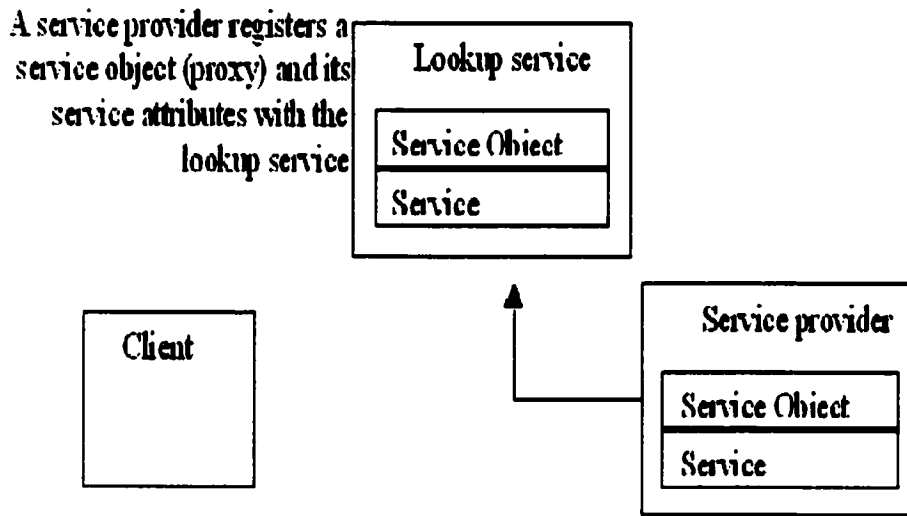 A service provider registers a
service object (proxy) and its
service attributes with the
lookup service
Lookup service
Service Object
Service
Client
Service provider
Service Object
Service